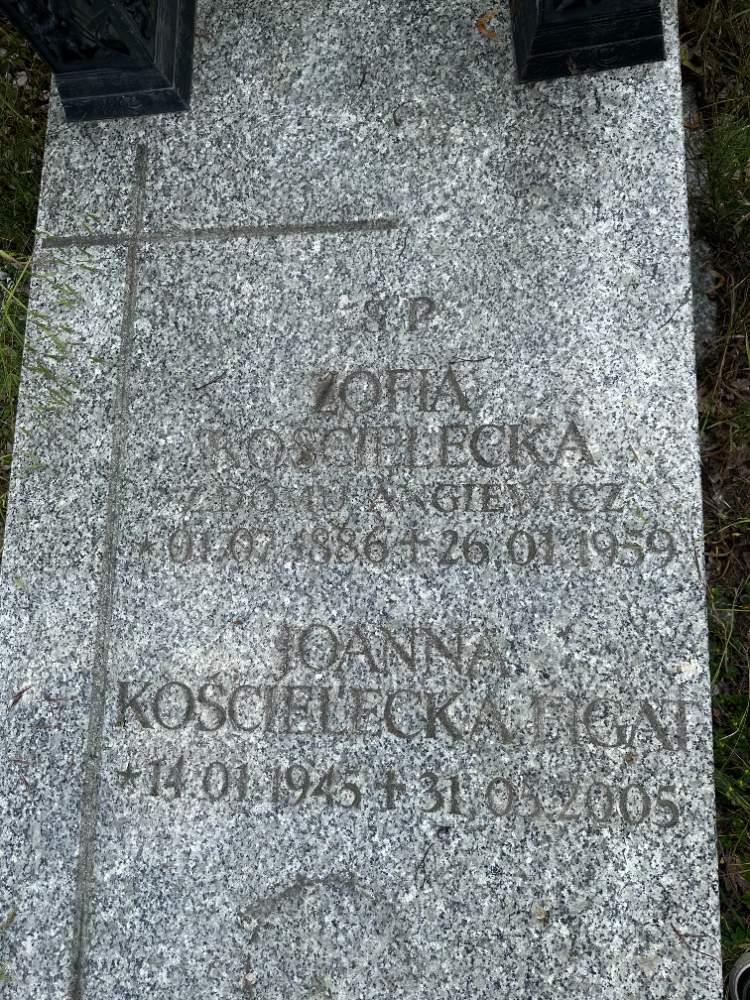 Ś P
ZOFIA
KOŚCIELECKA
Z DOMU ANGIEWICZ
* 01.07.1886 + 26.01.1959
JOANNA
KOŚCIELECKA FIGAT
* 14.01.1945 + 31.05.2005